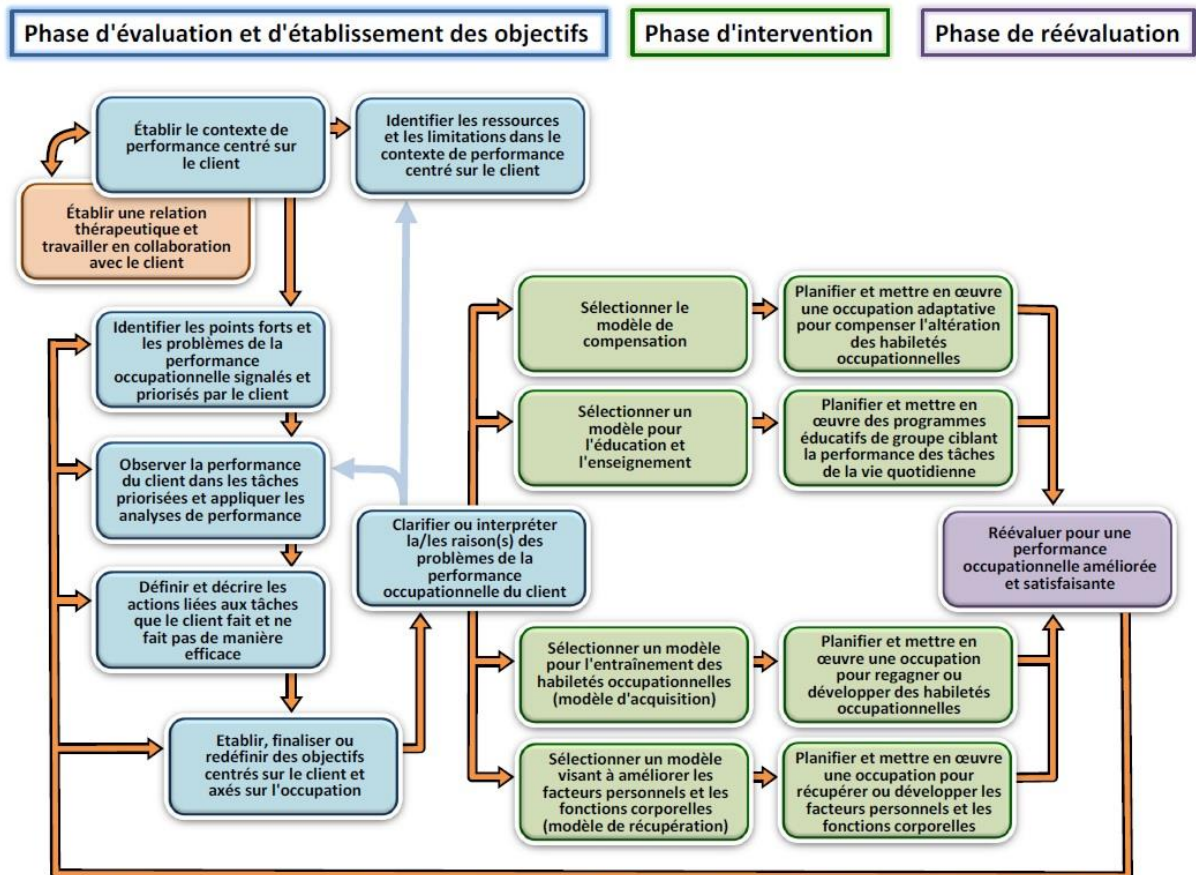 Phase d'évaluation et d'établissement des objectifs
Phase d'intervention
Phase de réévaluation
Établir le contexte de
performance centré sur
le client
Identifier les ressources
et les limitations dans le
contexte de performance
centré sur le client
Établir une relation
thérapeutique et
travailler en collaboration
avec le client
Identifier les points forts et
les problèmes de la
performance
occupationnelle signalés et
priorisés par le client
Observer la performance
du client dans les tâches
priorisées et appliquer les
analyses de performance
Définir et décrire les
actions liées aux tâches
que le client fait et ne
fait pas de manière
efficace
Etablir, finaliser ou
redéfinir des objectifs
centrés sur le client et
axés sur l'occupation
Clarifier ou interpréter
la/les raison(s) des
problèmes de la
performance
occupationnelle du client
Sélectionner le
modèle de
compensation
Planifier et mettre en œuvre
une occupation adaptative
pour compenser l'altération
des habiletés
occupationnelles
Sélectionner un
modèle pour
l'éducation et
l'enseignement
Planifier et mettre en
œuvre des programmes
éducatifs de groupe ciblant
la performance des tâches
de la vie quotidienne
Sélectionner un modèle
pour l'entraînement des
habiletés occupationnelles
(modèle d'acquisition)
Planifier et mettre en
œuvre une occupation
pour regagner ou
développer des habiletés
occupationnelles
Sélectionner un modèle
visant à améliorer les
facteurs personnels et les
fonctions corporelles
(modèle de récupération)
Planifier et mettre en œuvre
une occupation pour
récupérer ou développer les
facteurs personnels et les
fonctions corporelles
Réévaluer pour une
performance
occupationnelle améliorée
et satisfaisante